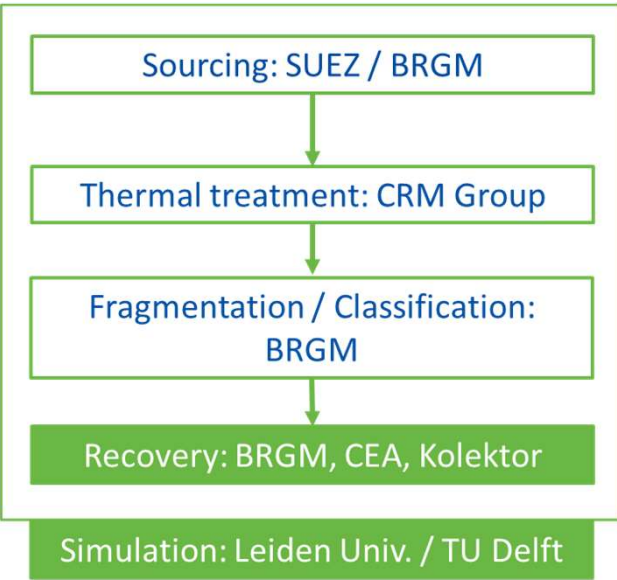 Sourcing: SUEZ / BRGM
Thermal treatment: CRM Group
Fragmentation / Classification:
BRGM
Recovery: BRGM, CEA, Kolektor
Simulation: Leiden Univ. / TU Delft